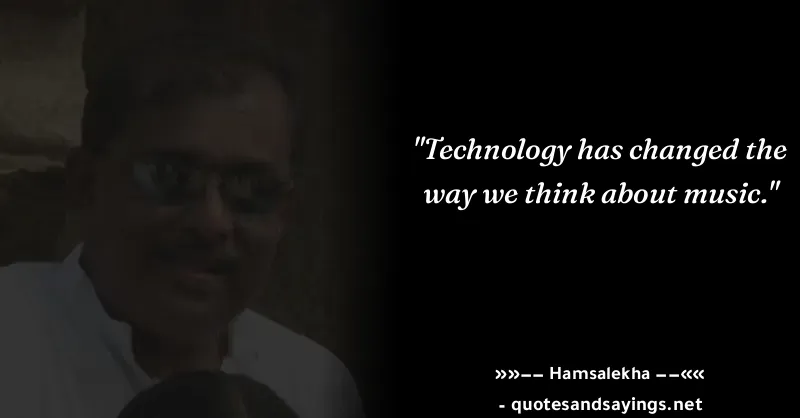 "Technology has changed the
way we think about music."
»»−− Hamsalekha −−««
- quotesandsayings.net